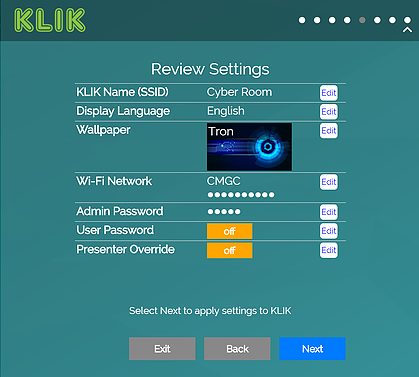 KLIK
Review Settings
KLIK Name (SSID) Cyber Room Edit
Display Language English Edit
Wallpaper Tron Edit
Wi-Fi Network CMGC Edit
●●●●●●●●●●
Admin Password ●●●●● Edit
User Password off Edit
Presenter Override off Edit
Select Next to apply settings to KLIK
Exit Back Next